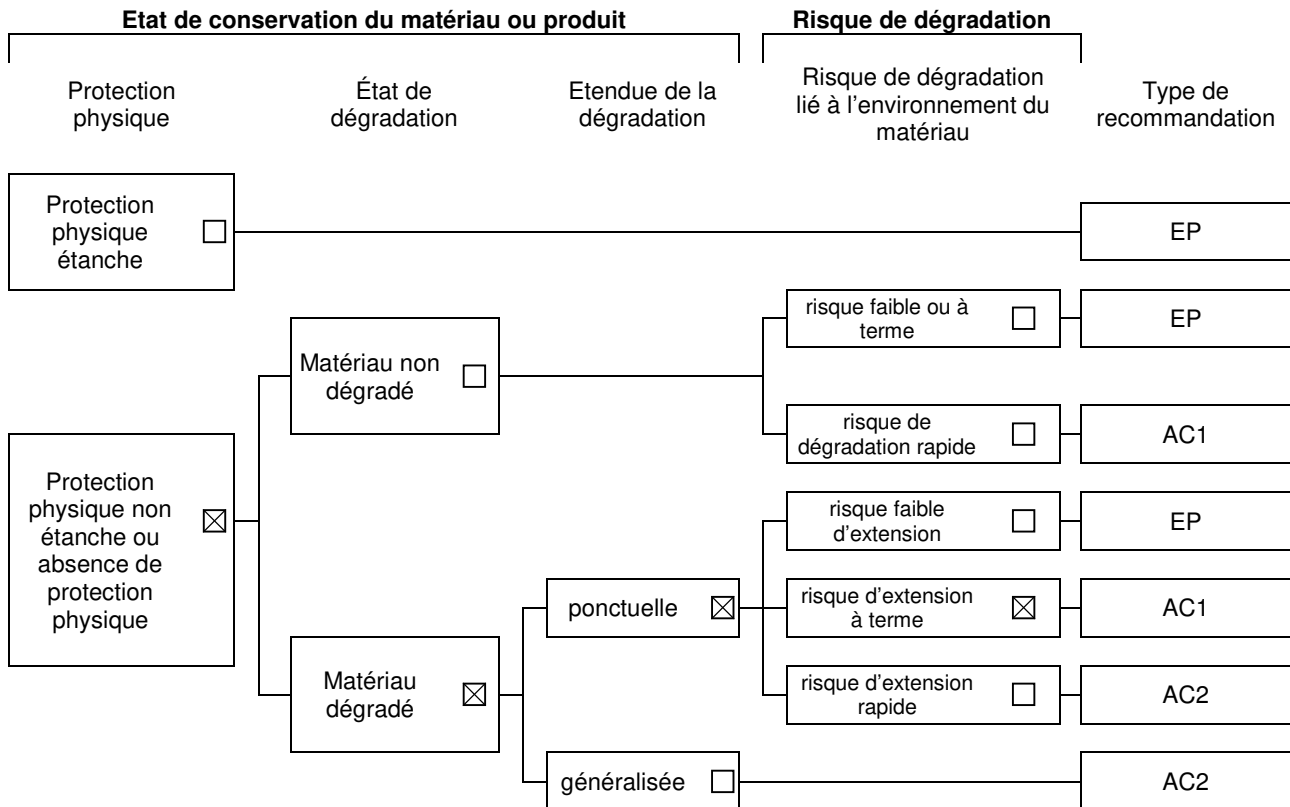 Etat de conservation du matériau ou produit
Risque de dégradation
Protection
physique
État de
dégradation
Etendue de la
dégradation
Risque de dégradation
lié à l'environnement du
matériau
Type de
recommandation
Protection
physique
étanche
EP
Protection
physique non
étanche ou
absence de
protection
physique
Matériau non
dégradé
risque faible ou à
terme
EP
risque de
dégradation rapide
AC1
Matériau
dégradé
ponctuelle
risque faible
d'extension
EP
risque d'extension
à terme
AC1
risque d'extension
rapide
AC2
généralisée
AC2